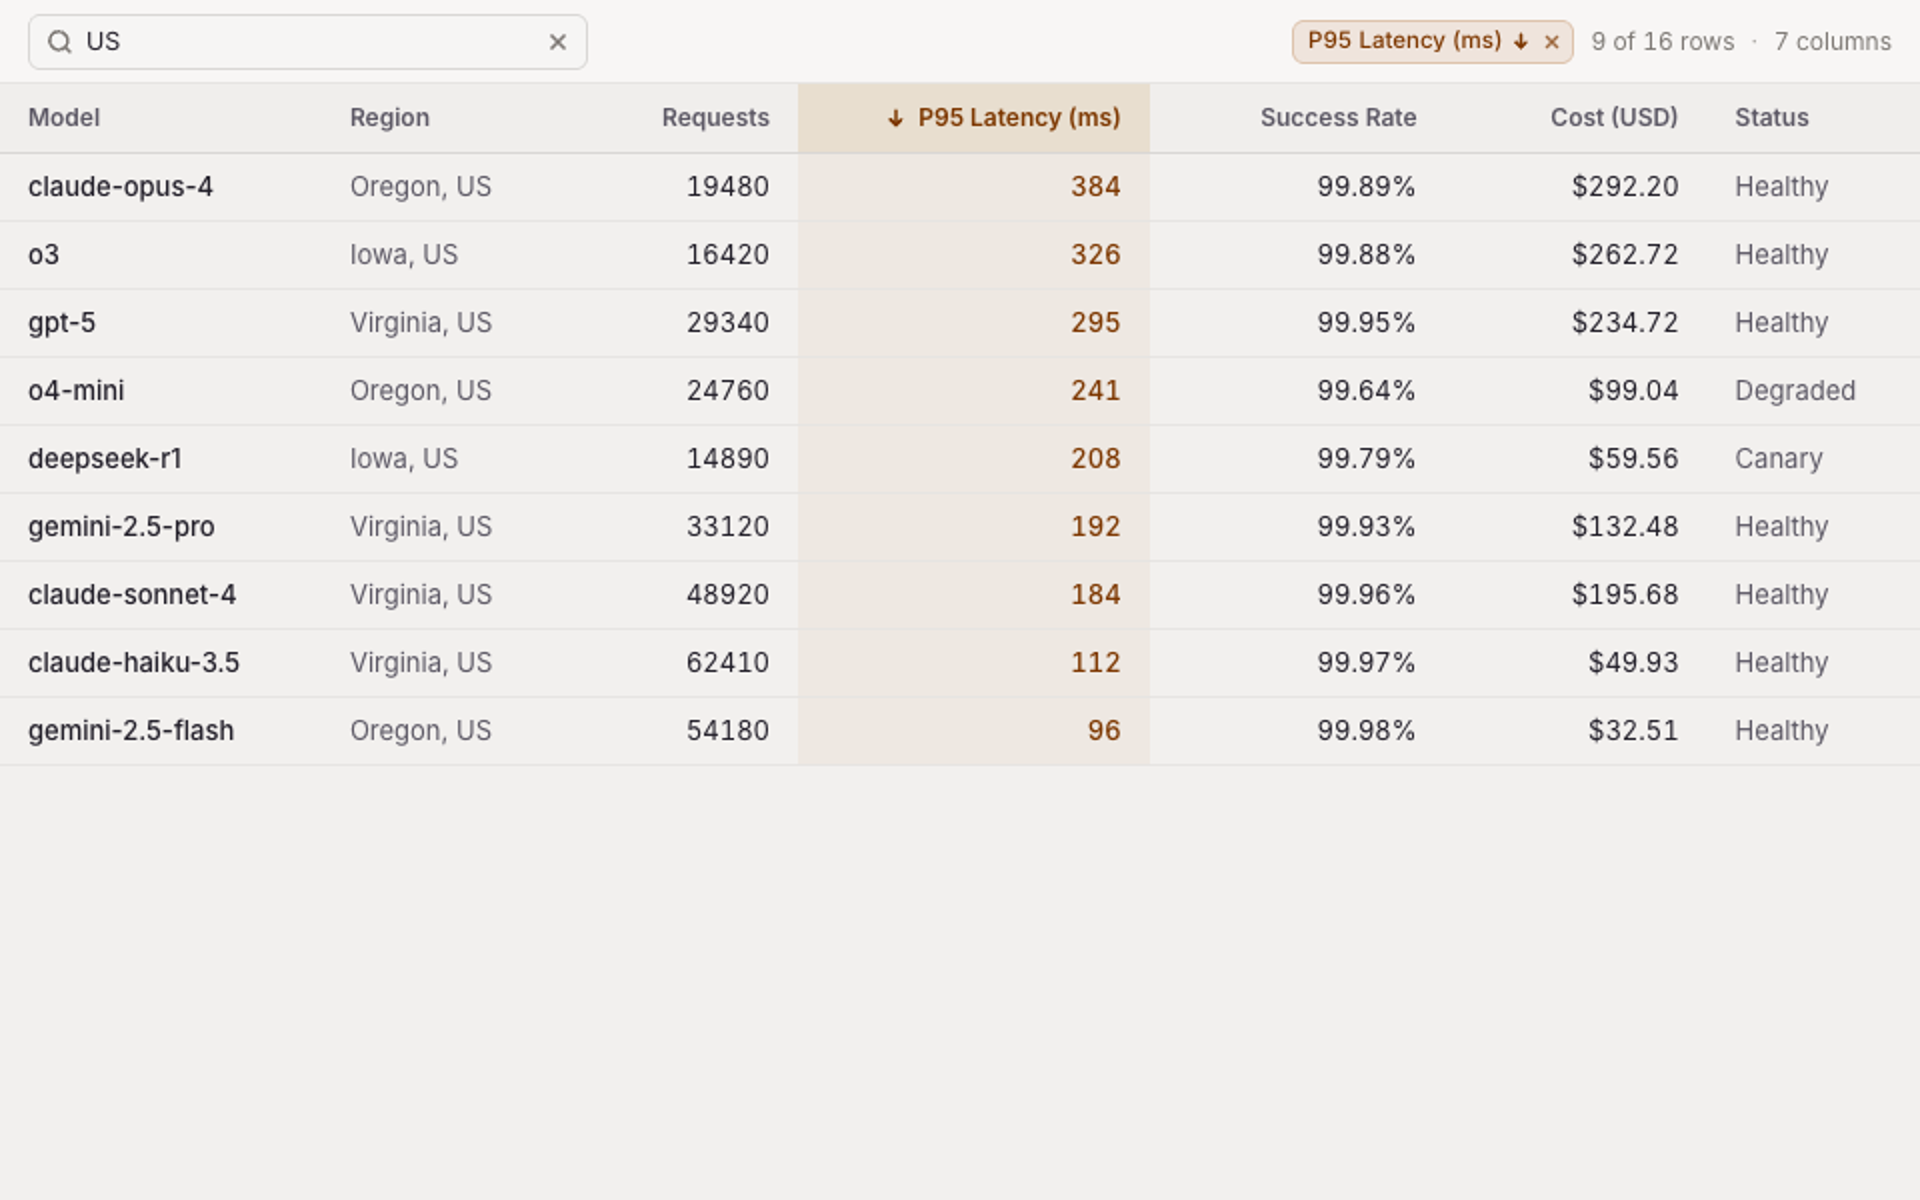 US
P95 Latency (ms) ↓ × 9 of 16 rows · 7 columns
Model Region Requests ↓ P95 Latency (ms) Success Rate Cost (USD) Status
claude-opus-4 Oregon, US 19480 384 99.89% $292.20 Healthy
o3 Iowa, US 16420 326 99.88% $262.72 Healthy
gpt-5 Virginia, US 29340 295 99.95% $234.72 Healthy
o4-mini Oregon, US 24760 241 99.64% $99.04 Degraded
deepseek-r1 Iowa, US 14890 208 99.79% $59.56 Canary
gemini-2.5-pro Virginia, US 33120 192 99.93% $132.48 Healthy
claude-sonnet-4 Virginia, US 48920 184 99.96% $195.68 Healthy
claude-haiku-3.5 Virginia, US 62410 112 99.97% $49.93 Healthy
gemini-2.5-flash Oregon, US 54180 96 99.98% $32.51 Healthy